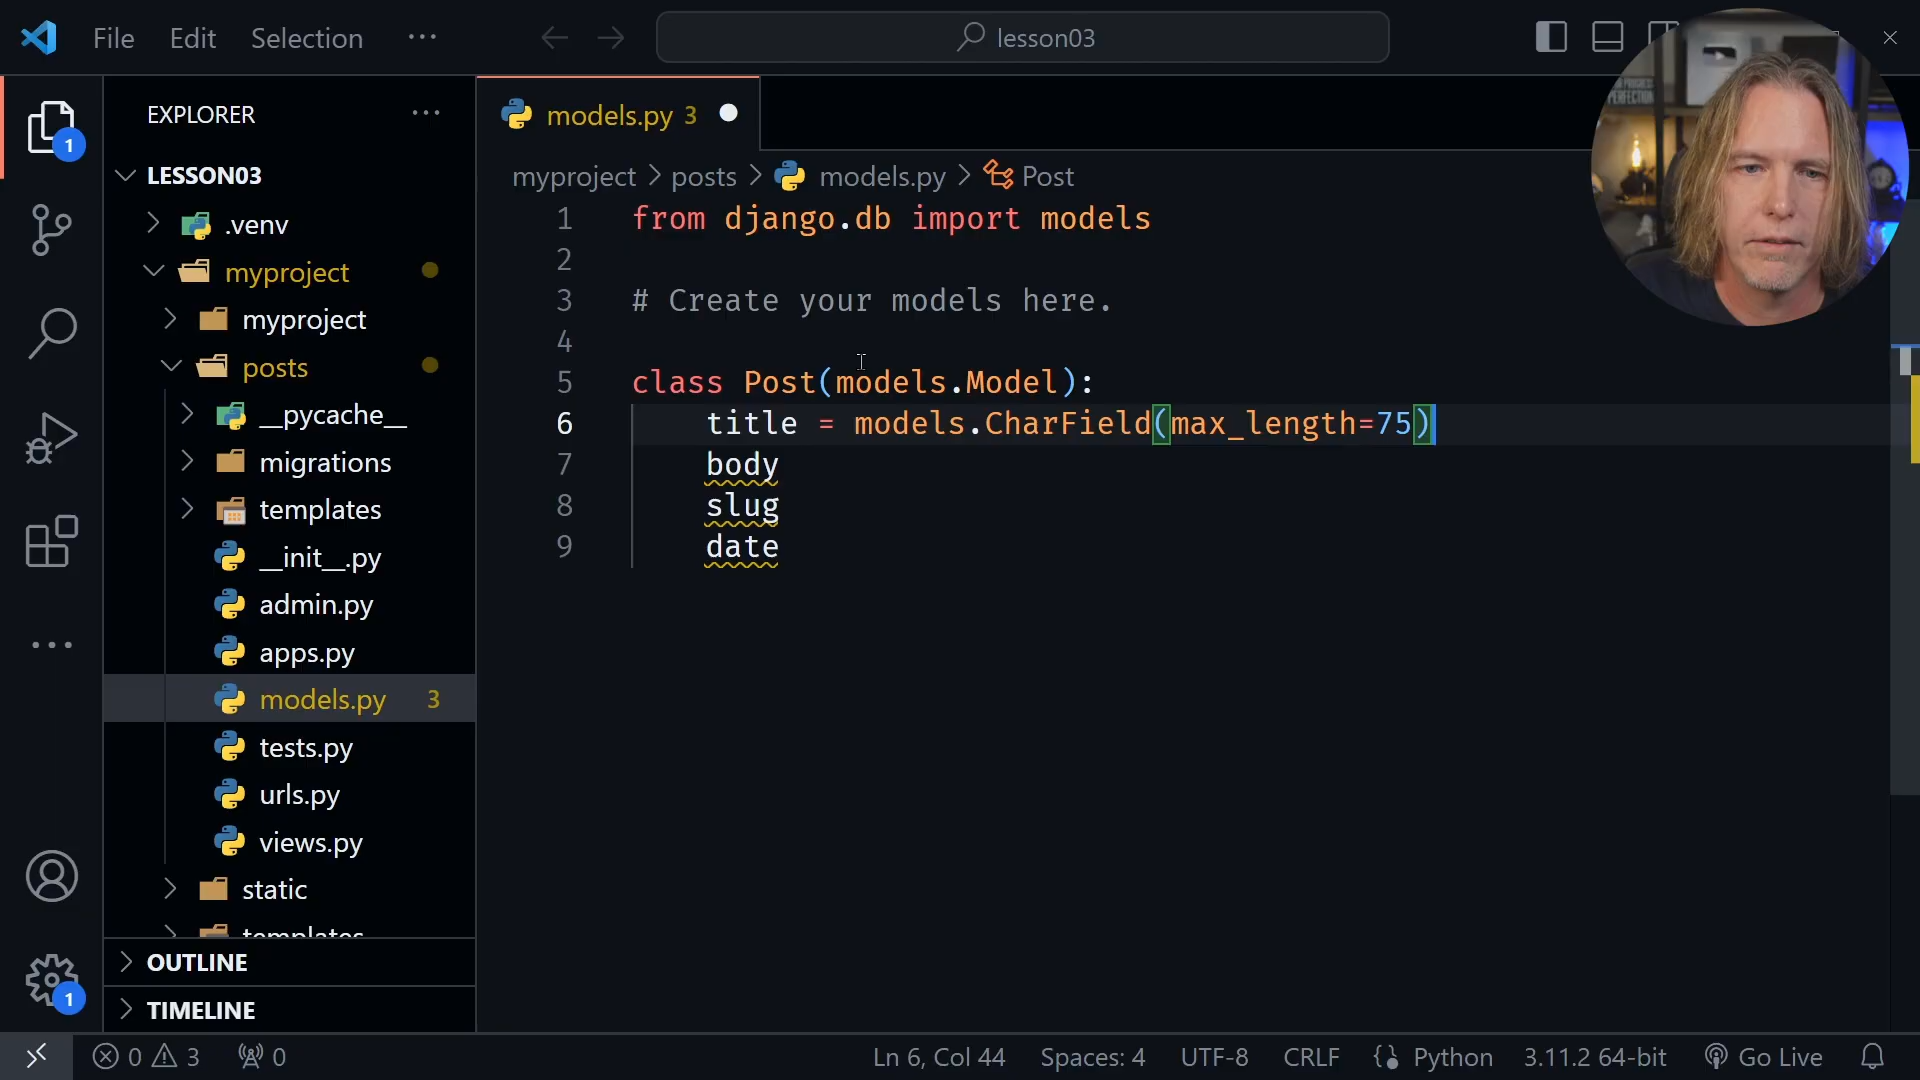 File Edit Selection ···
lesson03
EXPLORER ···
1
LESSON03
.venv
myproject
myproject
posts
__pycache__
migrations
templates
__init__.py
admin.py
apps.py
models.py 3
tests.py
urls.py
views.py
static
templates
OUTLINE
TIMELINE
1
models.py 3
myproject > posts > models.py > Post
1 from django.db import models
2
3 # Create your models here.
4
5 class Post(models.Model):
6 title = models.CharField(max_length=75)
7 body
8 slug
9 date
0 3 0
Ln 6, Col 44 Spaces: 4 UTF-8 CRLF Python 3.11.2 64-bit Go Live